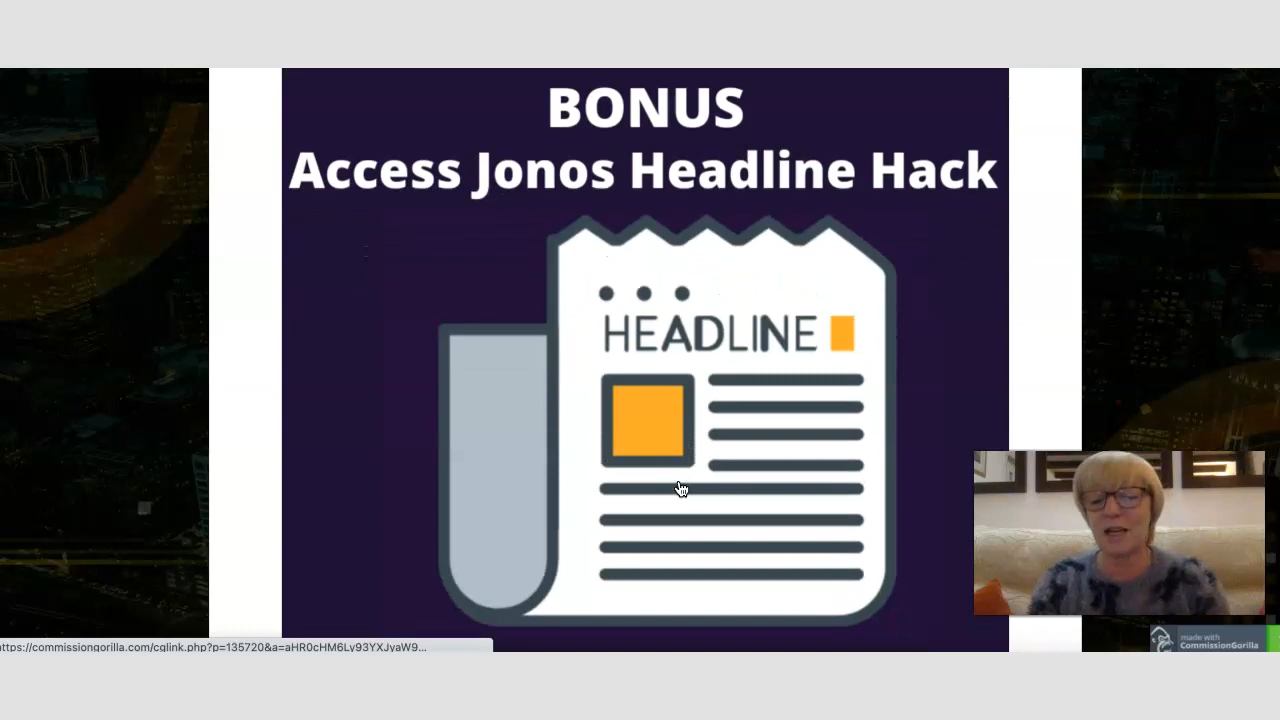 BONUS
Access Jonos Headline Hack
HEADLINE
https://commissiongorilla.com/cglink.php?p=135720&a=aHR0cHM6Ly93YXJyaW9...
made with
CommissionGorilla